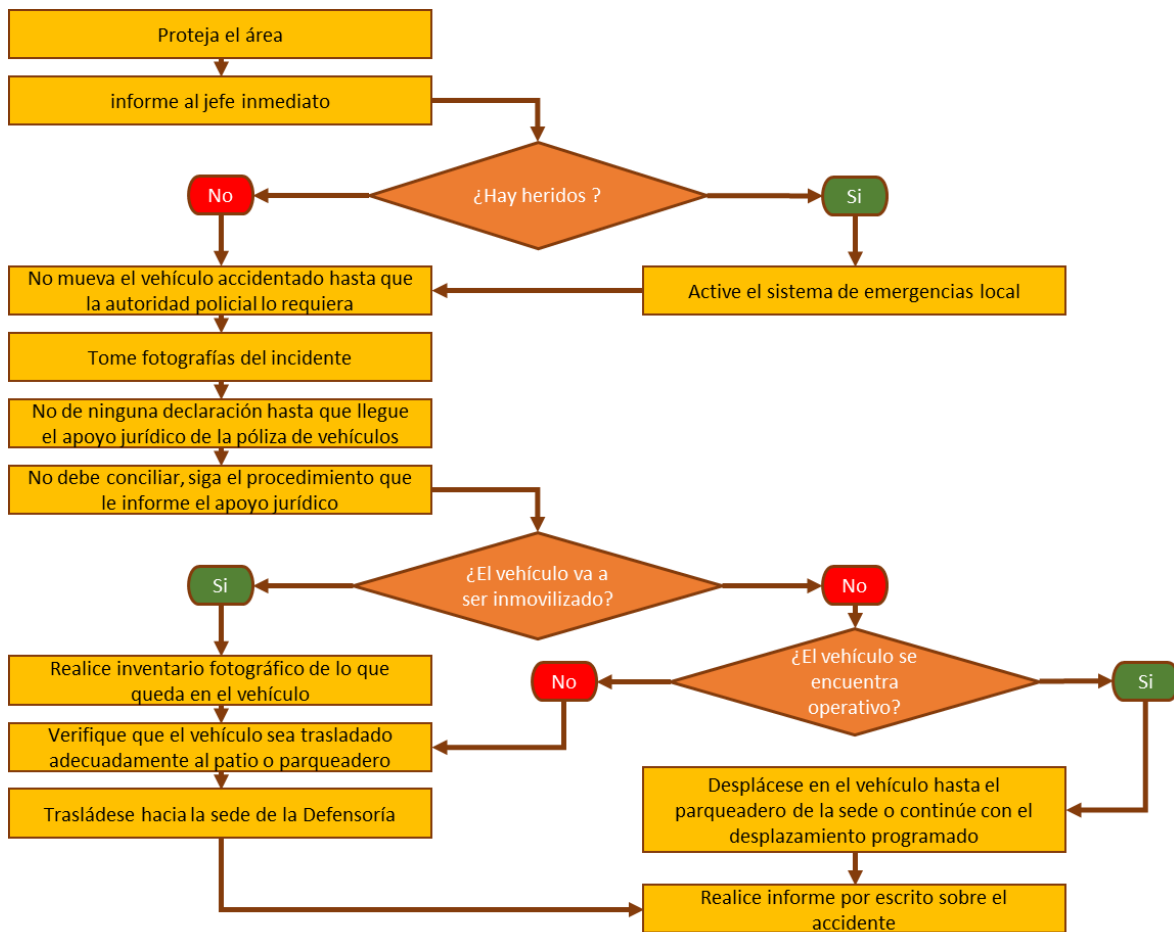 Proteja el área
informe al jefe inmediato
¿Hay heridos ?
No
Si
No mueva el vehículo accidentado hasta que
la autoridad policial lo requiera
Active el sistema de emergencias local
Tome fotografías del incidente
No de ninguna declaración hasta que llegue
el apoyo jurídico de la póliza de vehículos
No debe conciliar, siga el procedimiento que
le informe el apoyo jurídico
¿El vehículo va a
ser inmovilizado?
Si
No
Realice inventario fotográfico de lo que
queda en el vehículo
¿El vehículo se
encuentra
operativo?
No
Si
Verifique que el vehículo sea trasladado
adecuadamente al patio o parqueadero
Trasládese hacia la sede de la Defensoría
Desplácese en el vehículo hasta el
parqueadero de la sede o continúe con el
desplazamiento programado
Realice informe por escrito sobre el
accidente